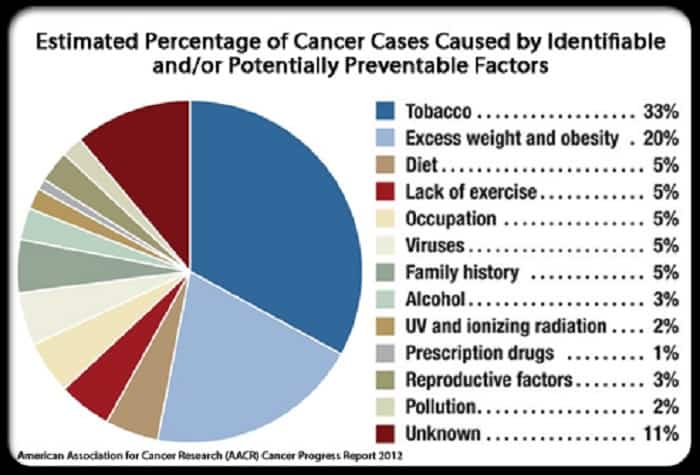 Estimated Percentage of Cancer Cases Caused by Identifiable
and/or Potentially Preventable Factors
Tobacco . . . . . . . . . . . . . . . . . . 33%
Excess weight and obesity . 20%
Diet . . . . . . . . . . . . . . . . . . . . . . 5%
Lack of exercise . . . . . . . . . . . 5%
Occupation . . . . . . . . . . . . . . . 5%
Viruses . . . . . . . . . . . . . . . . . . . 5%
Family history . . . . . . . . . . . . 5%
Alcohol . . . . . . . . . . . . . . . . . . . 3%
UV and ionizing radiation . . . . 2%
Prescription drugs . . . . . . . . . 1%
Reproductive factors . . . . . . . . 3%
Pollution . . . . . . . . . . . . . . . . . . 2%
Unknown . . . . . . . . . . . . . . . . . 11%
American Association for Cancer Research (AACR) Cancer Progress Report 2012